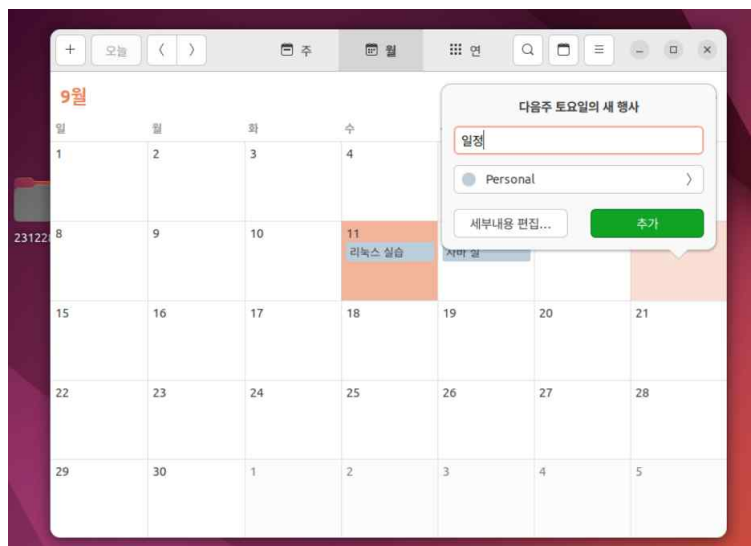 + 오늘 〈 〉 주 월 연
9월
다음주 토요일의 새 행사
일 월 화 수
일정
1 2 3 4
Personal 〉
세부내용 편집... 추가
23122
8 9 10 11
리눅스 실습
15 16 17 18 19 20 21
22 23 24 25 26 27 28
29 30 1 2 3 4 5